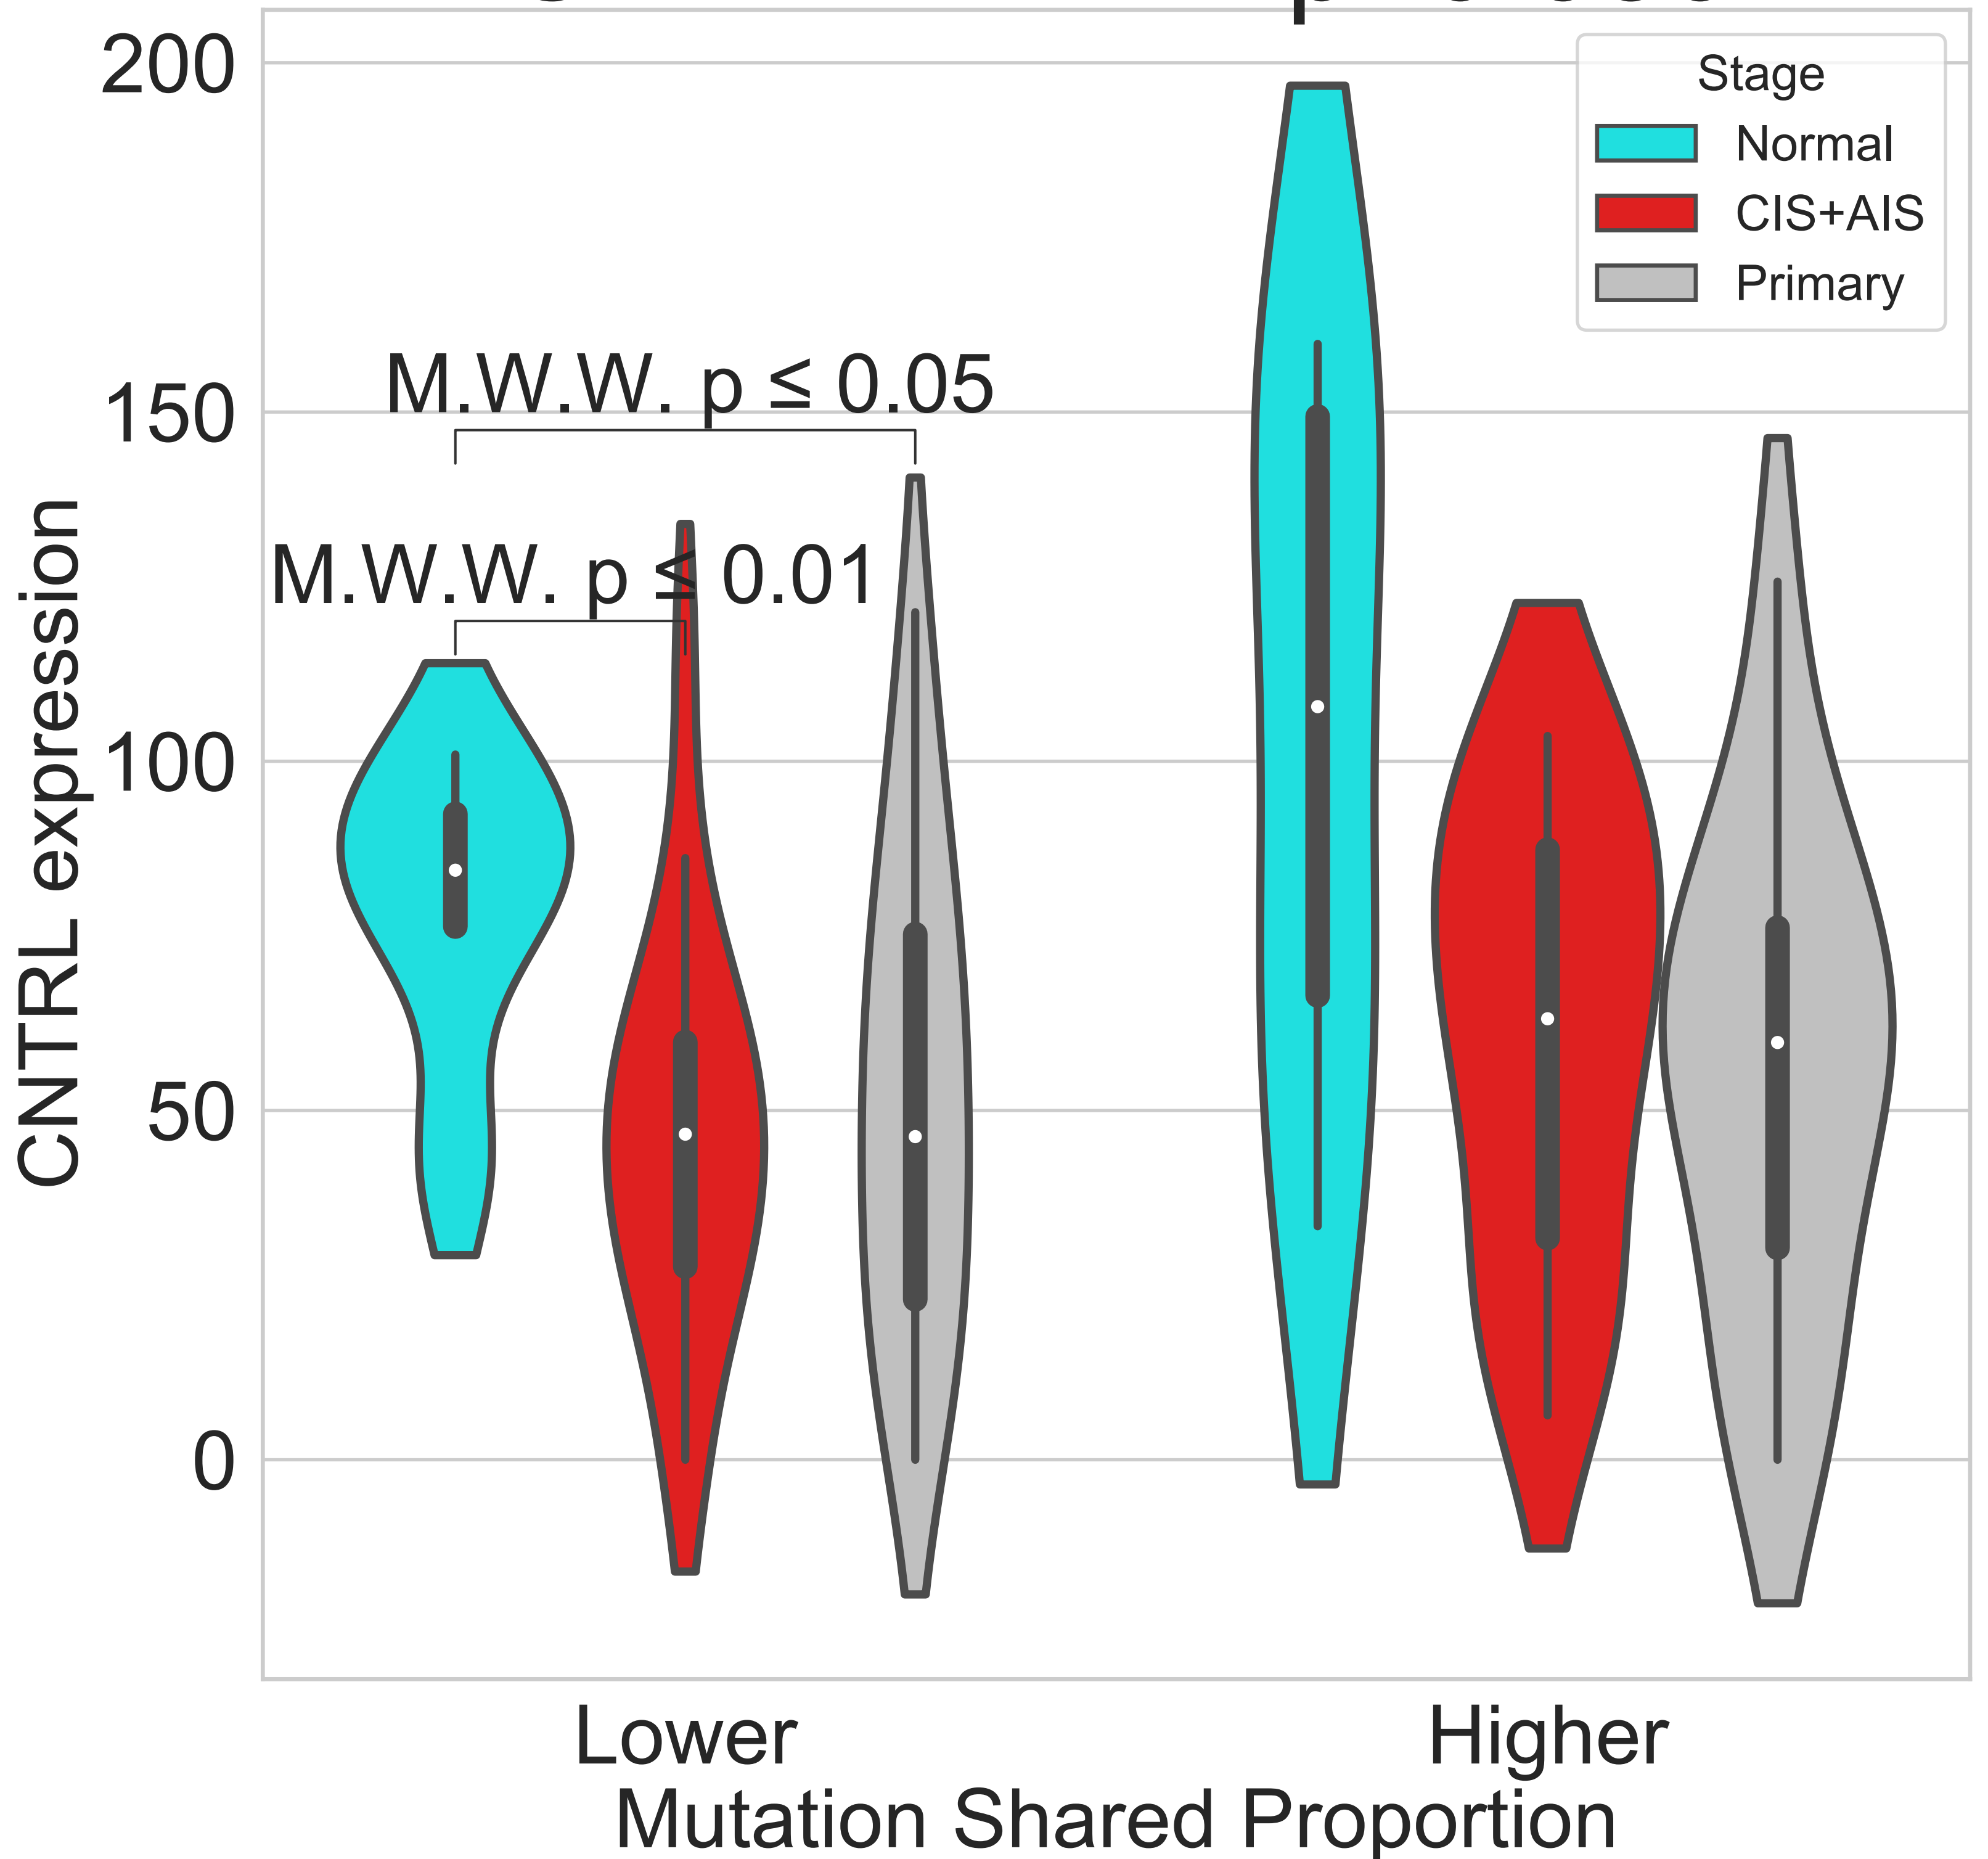 200
150
100
50
0
CNTRL expression
Stage
Normal
CIS+AIS
Primary
M.W.W. p ≤ 0.05
M.W.W. p ≤ 0.01
Lower
Higher
Mutation Shared Proportion